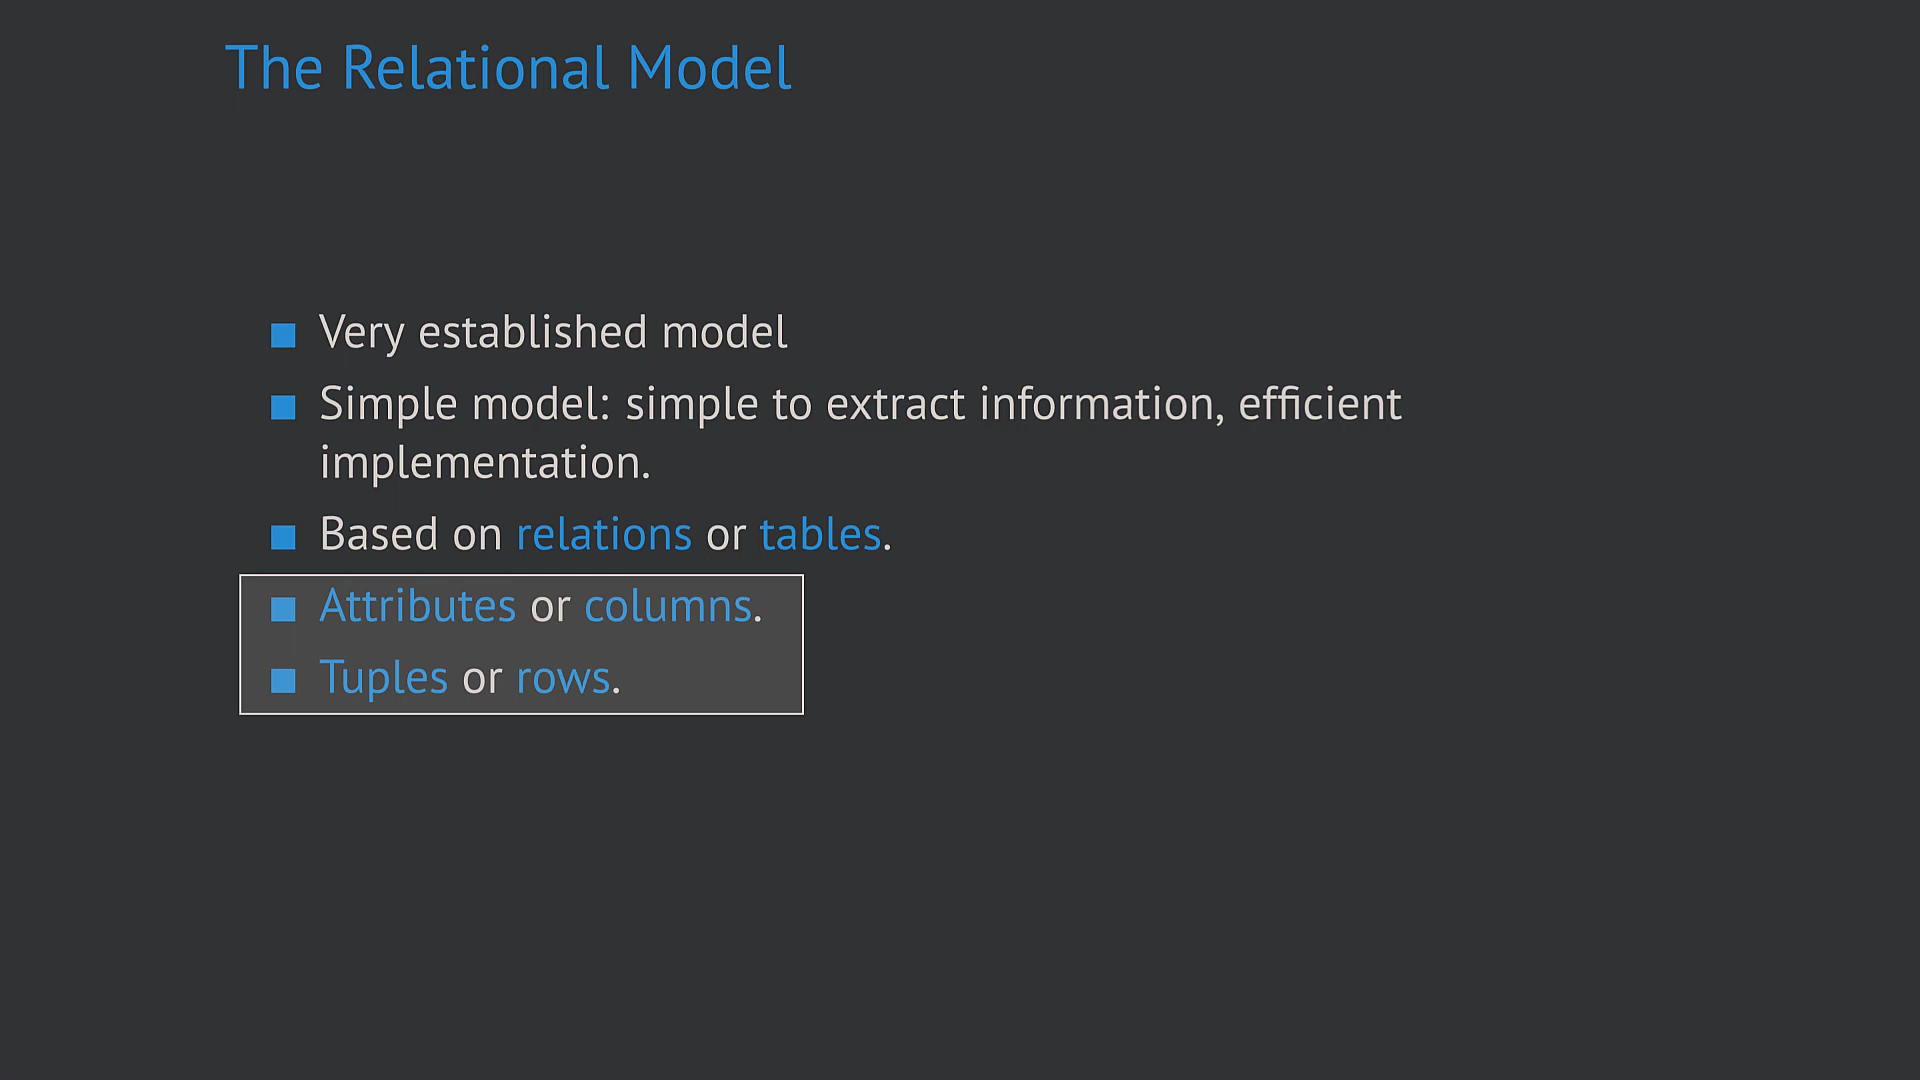 The Relational Model
Very established model
Simple model: simple to extract information, efficient
implementation.
Based on relations or tables.
Attributes or columns.
Tuples or rows.